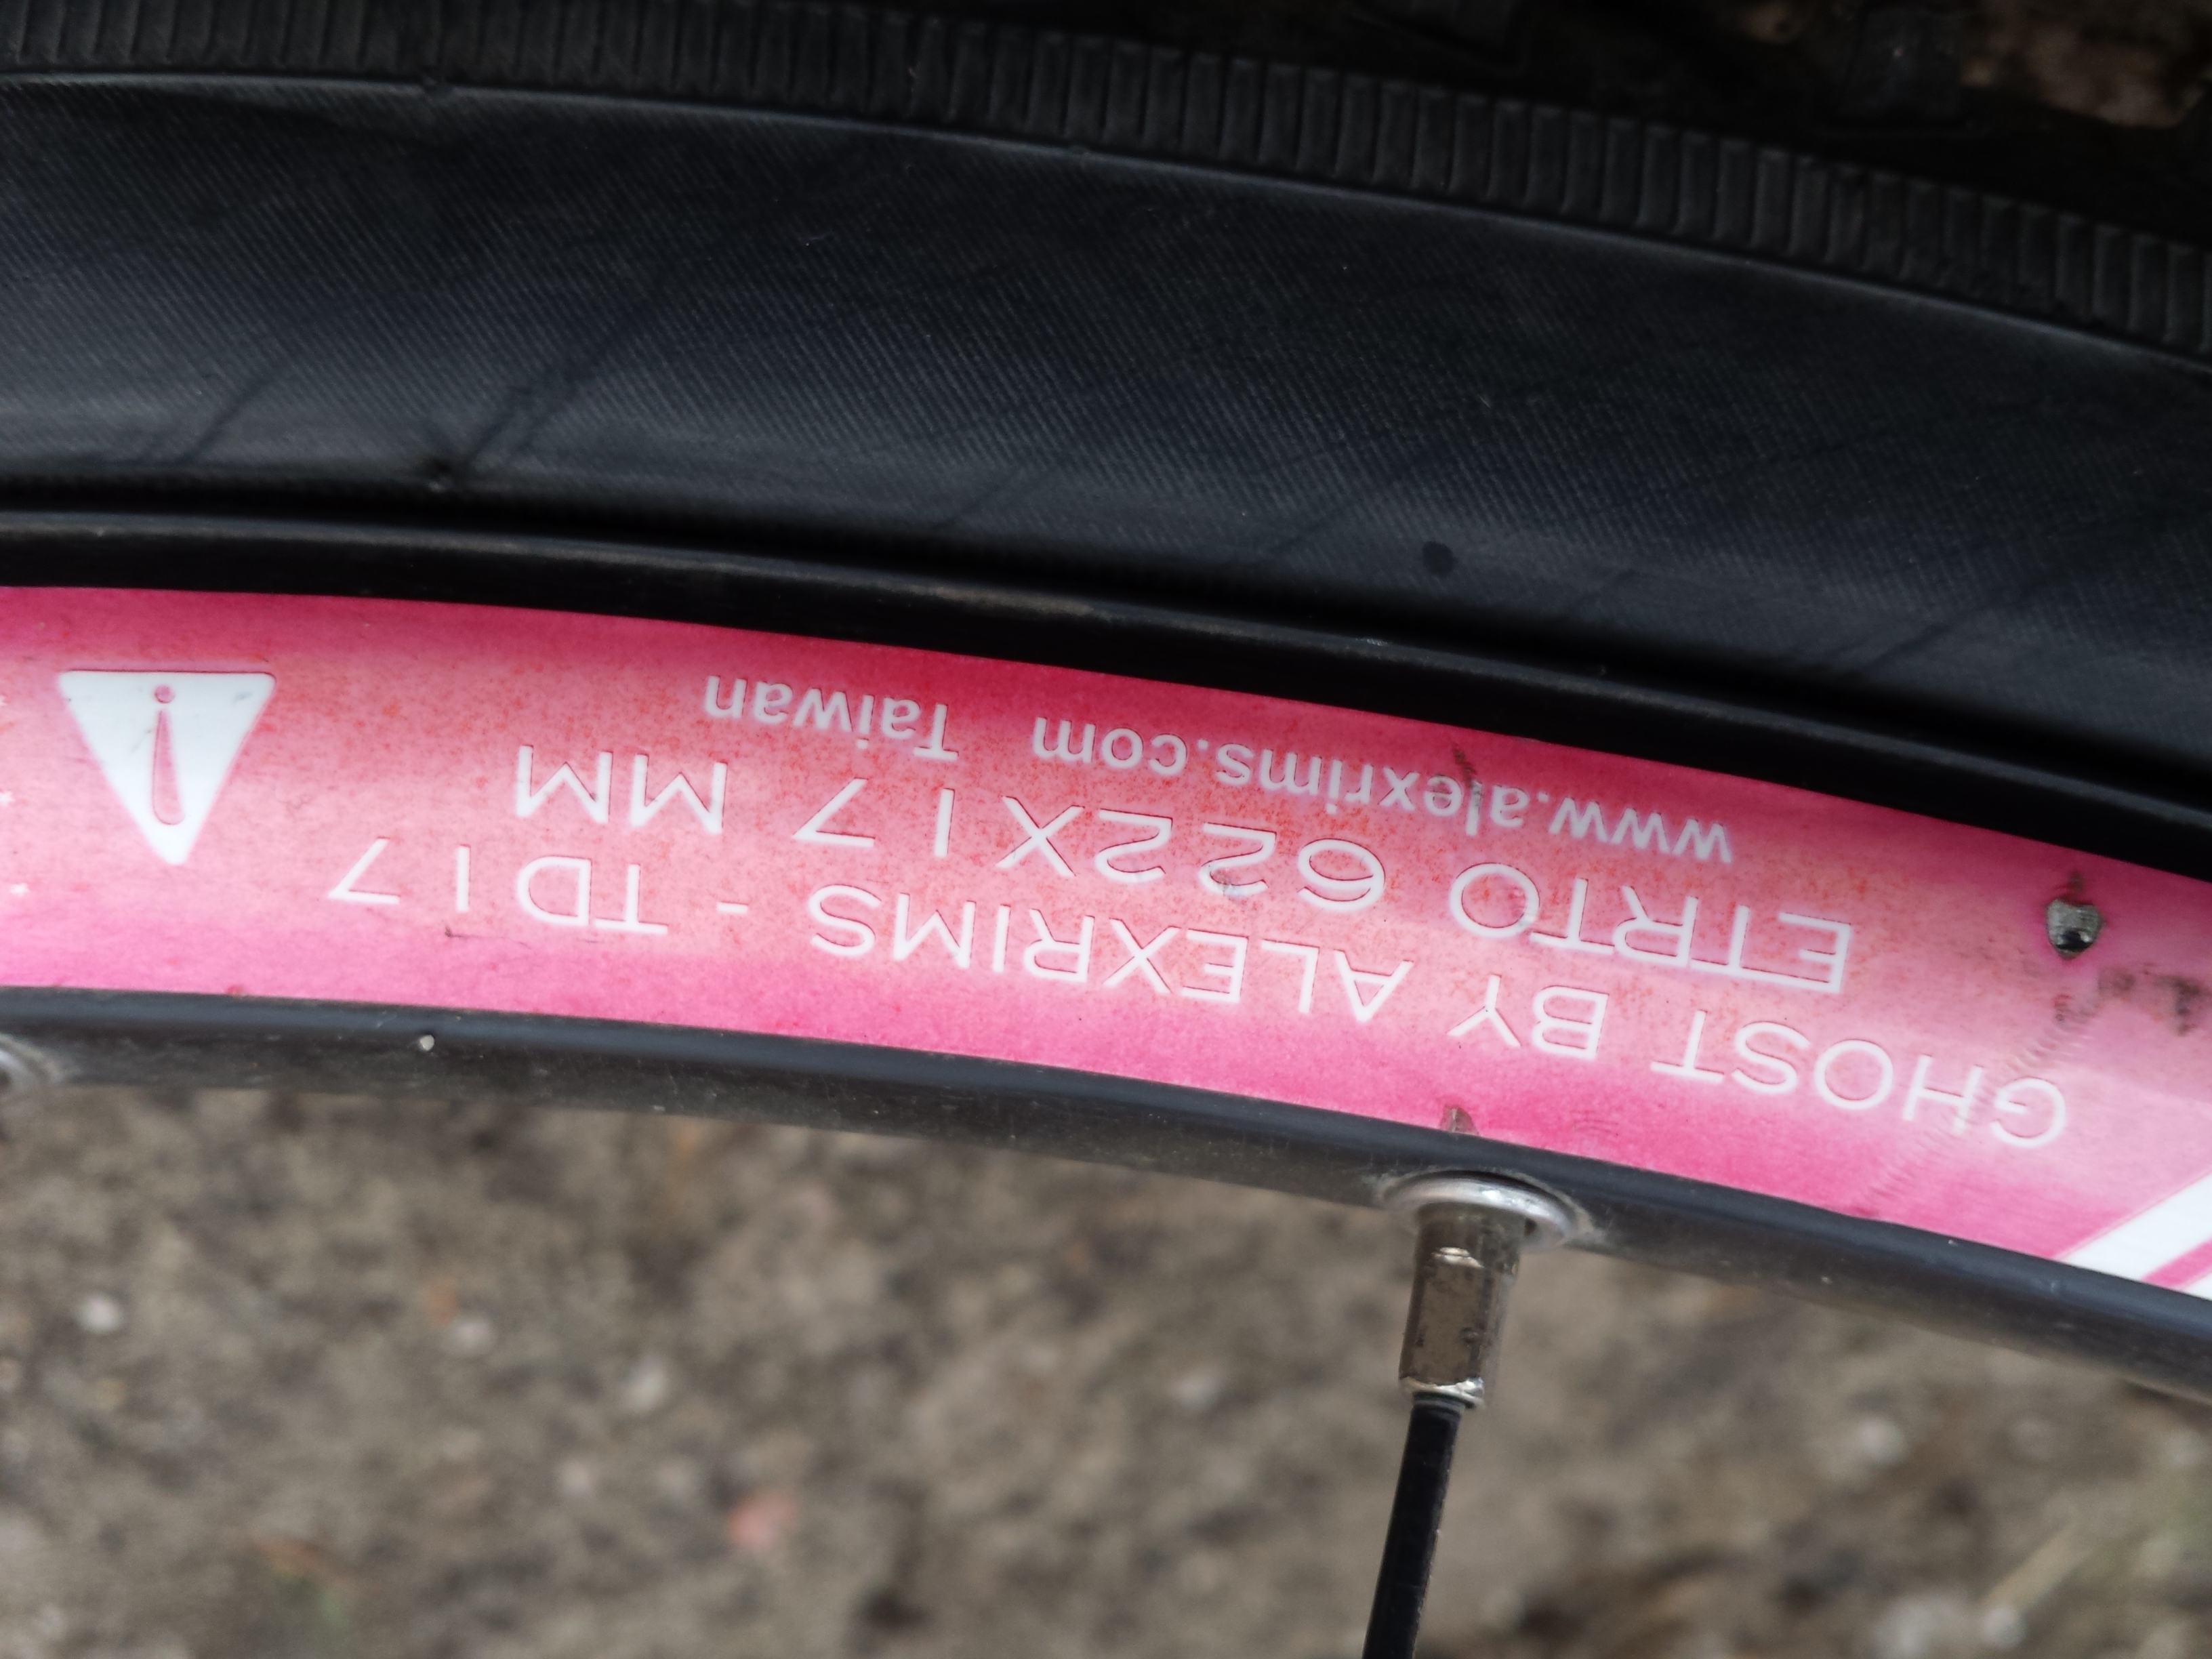 GHOST BY ALEXRIMS - TD17
ETRTO 622X17 MM
www.alexrims.com Taiwan